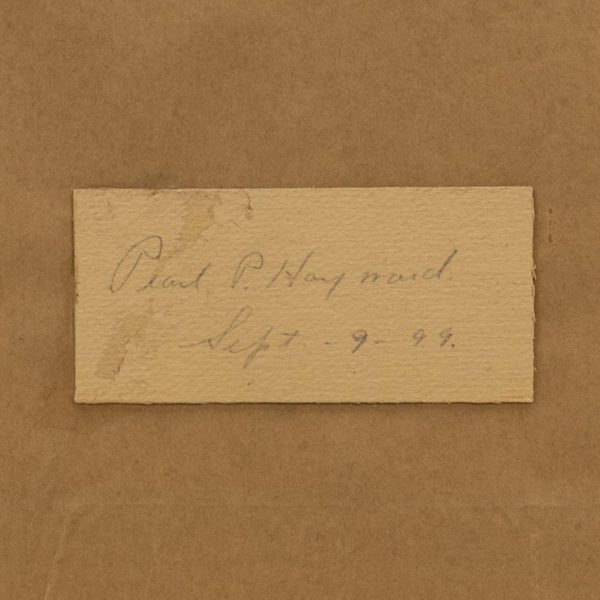 Pearl P. Hayward.
Sept. - 9 - 99.